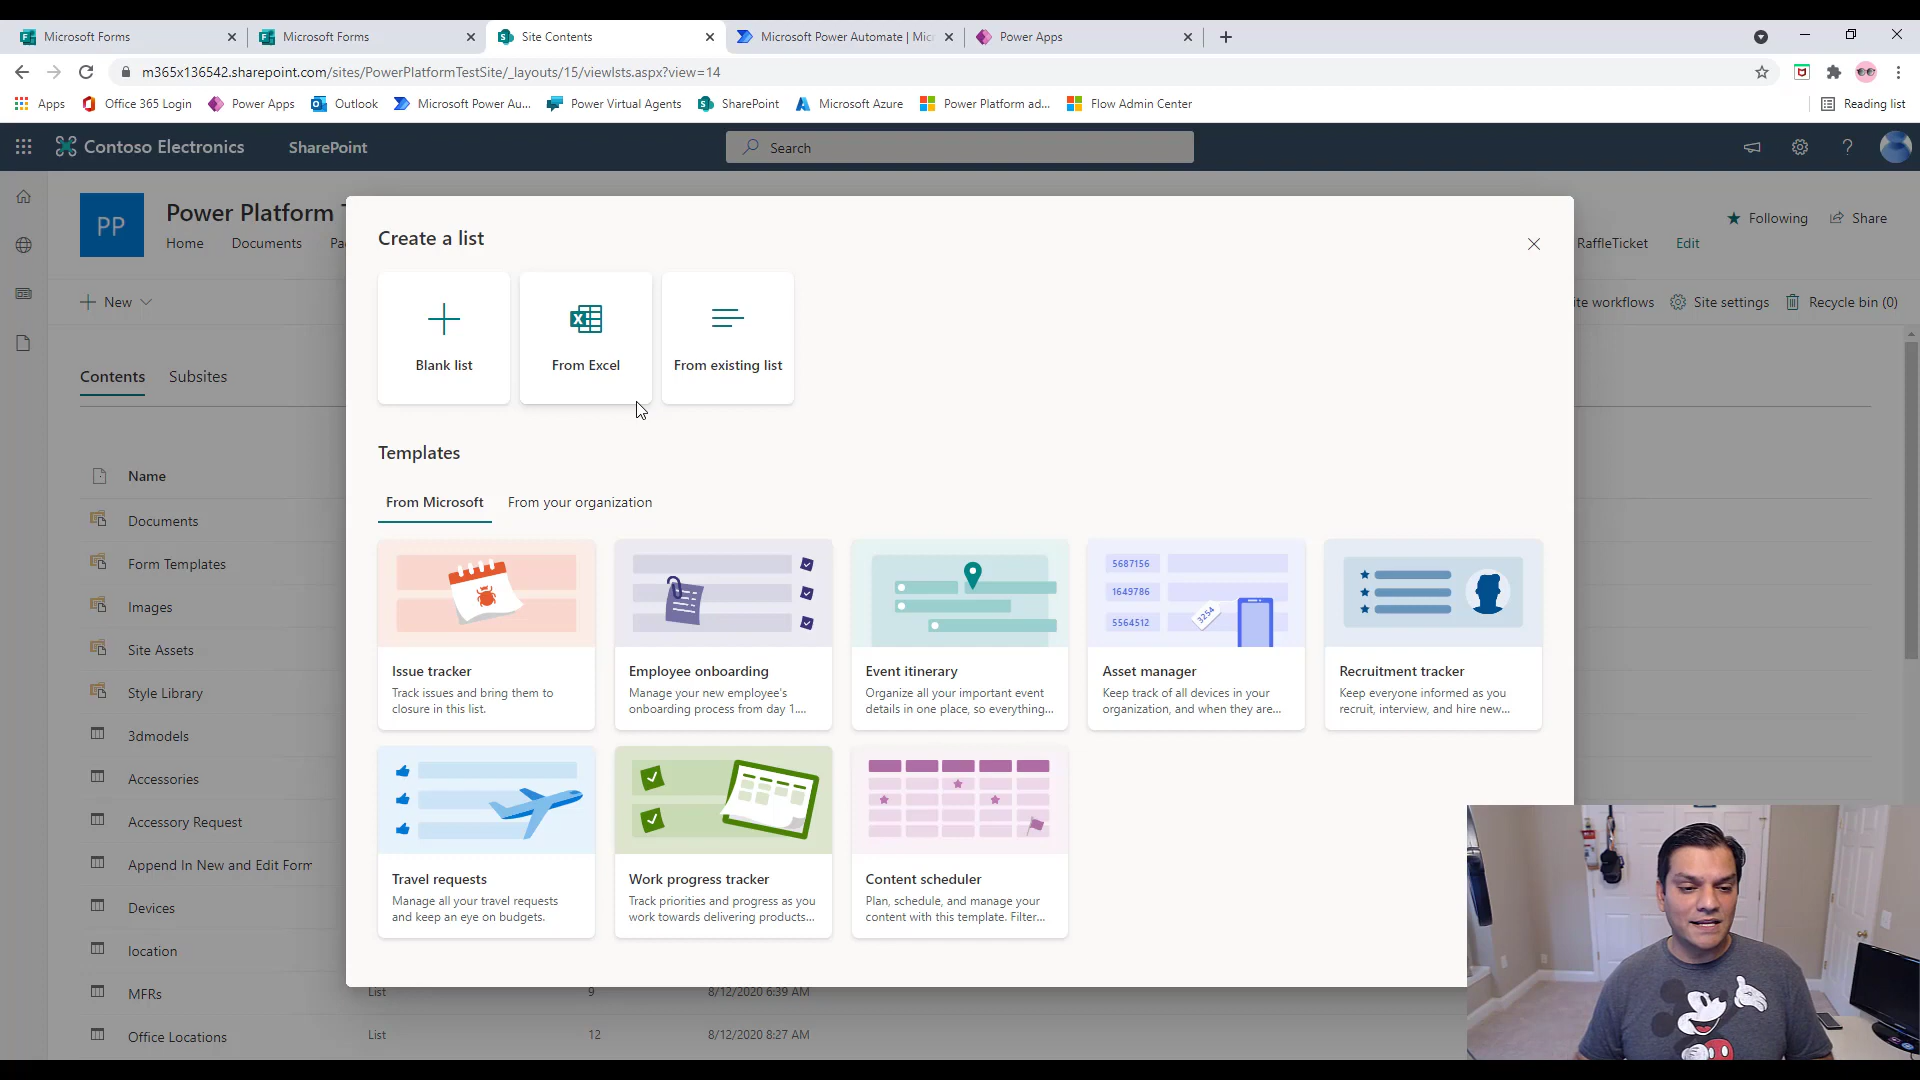 Microsoft Forms
Microsoft Forms
Site Contents
Microsoft Power Automate | Mic
Power Apps
m365x136542.sharepoint.com/sites/PowerPlatformTestSite/_layouts/15/viewlsts.aspx?view=14
Apps
Office 365 Login
Power Apps
Outlook
Microsoft Power Au...
Power Virtual Agents
SharePoint
Microsoft Azure
Power Platform ad...
Flow Admin Center
Reading list
Contoso Electronics
SharePoint
Search
PP
Power Platform T
Following
Share
Home
Documents
Pa
RaffleTicket
Edit
New
ite workflows
Site settings
Recycle bin (0)
Contents
Subsites
Name
Documents
Form Templates
Images
Site Assets
Style Library
3dmodels
Accessories
Accessory Request
Append In New and Edit Form
Devices
location
MFRs
List
9
8/12/2020 6:39 AM
Office Locations
List
12
8/12/2020 8:27 AM
Create a list
Blank list
From Excel
From existing list
Templates
From Microsoft
From your organization
Issue tracker
Track issues and bring them to
closure in this list.
Employee onboarding
Manage your new employee's
onboarding process from day 1....
Event itinerary
Organize all your important event
details in one place, so everything...
5687156
1649786
5564512
3254
Asset manager
Keep track of all devices in your
organization, and when they are...
Recruitment tracker
Keep everyone informed as you
recruit, interview, and hire new...
Travel requests
Manage all your travel requests
and keep an eye on budgets.
Work progress tracker
Track priorities and progress as you
work towards delivering products...
Content scheduler
Plan, schedule, and manage your
content with this template. Filter...